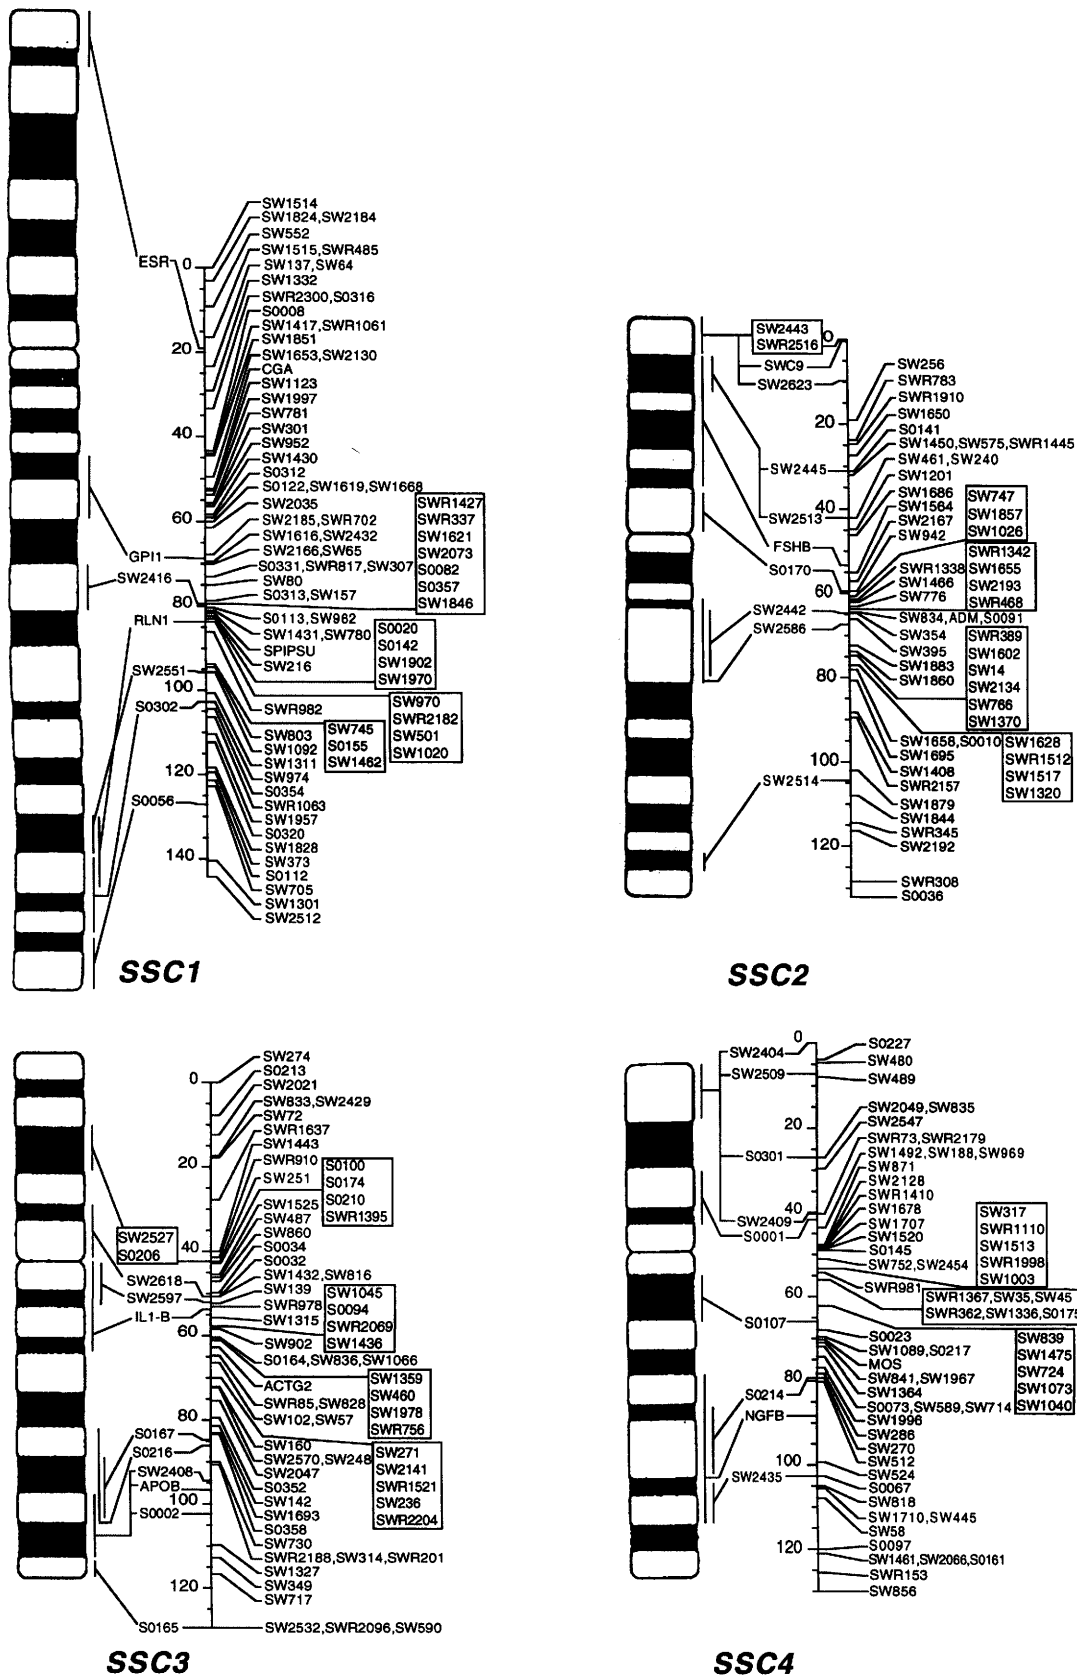 SW1514
SW1824,SW2184
SW552
SW1515,SWR485
ESR
0
SW137,SW64
SW1332
SWR2300,S0316
S0008
SW1417,SWR1061
SW1851
20
SW1653,SW2130
CGA
SW1123
SW1997
SW781
40
SW301
SW952
SW1430
S0312
S0122,SW1619,SW1668
SW2035
60
SW2185,SWR702
SW1616,SW2432
GPI1
SW2166,SW65
S0331,SWR817,SW307
SW2416
SW80
S0313,SW157
80
SWR1427
SWR337
SW1621
SW2073
S0082
S0357
SW1846
RLN1
S0113,SW962
SW1431,SW780
SPIPSU
SW216
S0020
S0142
SW1902
SW1970
SW2551
100
S0302
SWR982
SW970
SWR2182
SW501
SW1020
SW745
S0155
SW1462
SW803
SW1092
SW1311
SW974
120
S0354
S0056
SWR1063
SW1957
S0320
SW1828
140
SW373
S0112
SW705
SW1301
SW2512
SSC1
SW2443
SWR2516
0
SWC9
SW2623
SW256
SWR783
SWR1910
20
SW1650
S0141
SW1450,SW575,SWR1445
SW461,SW240
SW2445
SW1201
SW1686
SW1564
40
SW2513
SW2167
SW942
FSHB
S0170
SWR1338
60
SW1466
SW776
SW747
SW1857
SW1026
SWR1342
SW1655
SW2193
SWR468
SW2442
SW834,ADM,S0091
SW2586
SW354
SW395
SW1883
80
SW1860
SWR389
SW1602
SW14
SW2134
SW766
SW1370
SW1658,S0010
SW1695
100
SW1408
SW2514
SWR2157
SW1628
SWR1512
SW1517
SW1320
SW1879
SW1844
SWR345
120
SW2192
SWR308
S0036
SSC2
SW274
S0213
0
SW2021
SW833,SW2429
SW72
SWR1637
SW1443
20
SWR910
SW251
S0100
S0174
S0210
SWR1395
SW1525
SW487
SW2527
S0206
40
SW860
S0034
S0032
SW2618
SW1432,SW816
SW2597
SW139
IL1-B
SWR978
SW1315
60
SW1045
S0094
SWR2069
SW1436
SW902
S0164,SW836,SW1066
ACTG2
SW1359
SW460
SW1978
SWR756
SWR85,SW828
80
SW102,SW57
S0167
SW160
S0216
SW2570,SW248
SW2408
SW2047
APOB
S0352
100
SW142
S0002
SW1693
S0358
SW271
SW2141
SWR1521
SW236
SWR2204
SW730
SWR2188,SW314,SWR201
SW1327
120
SW349
SW717
S0165
SW2532,SWR2096,SW590
SSC3
0
S0227
SW2404
SW480
SW2509
SW489
20
SW2049,SW835
SW2547
SWR73,SWR2179
S0301
SW1492,SW188,SW969
SW871
SW2128
SWR1410
40
SW1678
SW2409
SW1707
S0001
SW1520
S0145
SW752,SW2454
SW317
SWR1110
SW1513
SWR1998
SW1003
SWR981
60
SWR1367,SW35,SW45
SWR362,SW1336,S0175
S0107
S0023
SW1089,S0217
MOS
SW841,SW1967
80
SW1364
SW839
SW1475
SW724
SW1073
SW1040
S0214
S0073,SW589,SW714
NGFB
SW1996
SW286
SW270
100
SW512
SW2435
SW524
S0067
SW818
SW1710,SW445
SW58
120
S0097
SW1461,SW2066,S0161
SWR153
SW856
SSC4